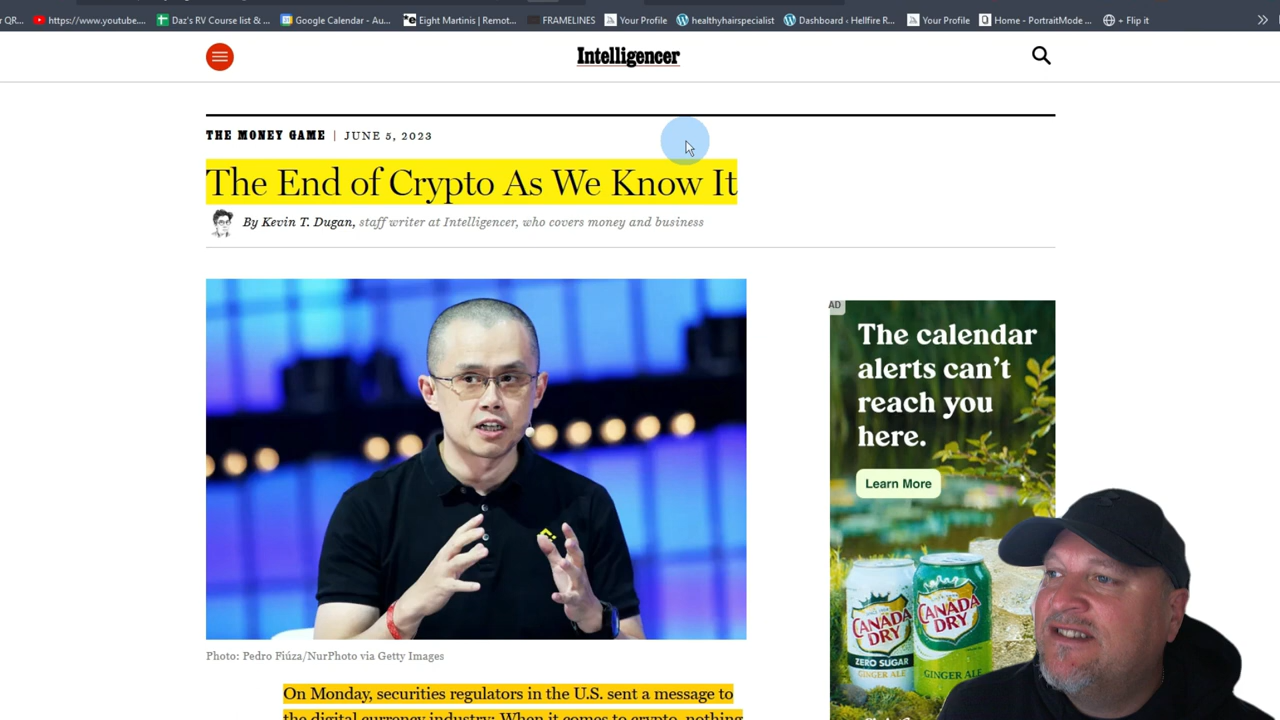 r QR...
https://www.youtube....
Daz's RV Course list & ...
Google Calendar - Au...
Eight Martinis | Remot...
FRAMELINES
Your Profile
healthyhairspecialist
Dashboard ‹ Hellfire R...
Your Profile
Home - PortraitMode ...
+ Flip it
Intelligencer
THE MONEY GAME | JUNE 5, 2023
The End of Crypto As We Know It
By Kevin T. Dugan, staff writer at Intelligencer, who covers money and business
AD
The calendar
alerts can't
reach you
here.
Learn More
CANADA
DRY
ZERO SUGAR
GINGER ALE
CANADA
DRY
GINGER ALE
Photo: Pedro Fiúza/NurPhoto via Getty Images
On Monday, securities regulators in the U.S. sent a message to
the digital currency industry: When it comes to crypto, nothing